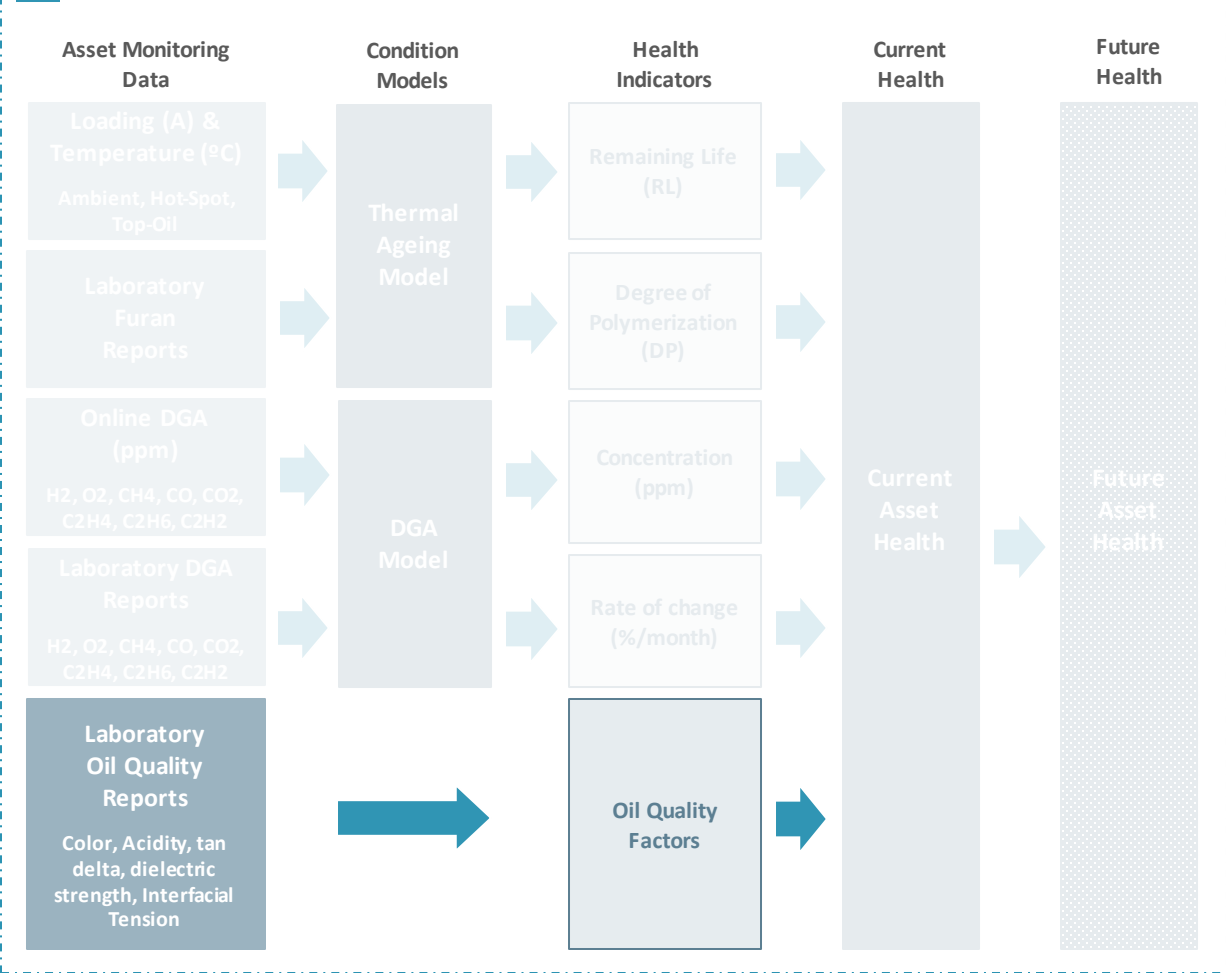 Asset Monitoring
Data
Condition
Models
Health
Indicators
Current
Health
Future
Health
Loading (A) &
Temperature (ºC)
Ambient, Hot-Spot,
Top-Oil
Thermal
Ageing
Model
Remaining Life
(RL)
Laboratory
Furan
Reports
Degree of
Polymerization
(DP)
Online DGA
(ppm)
H2, O2, CH4, CO, CO2,
C2H4, C2H6, C2H2
DGA
Model
Concentration
(ppm)
Current
Asset
Health
Future
Asset
Health
Laboratory DGA
Reports
H2, O2, CH4, CO, CO2,
C2H4, C2H6, C2H2
Rate of change
(%/month)
Laboratory
Oil Quality
Reports
Color, Acidity, tan
delta, dielectric
strength, Interfacial
Tension
Oil Quality
Factors